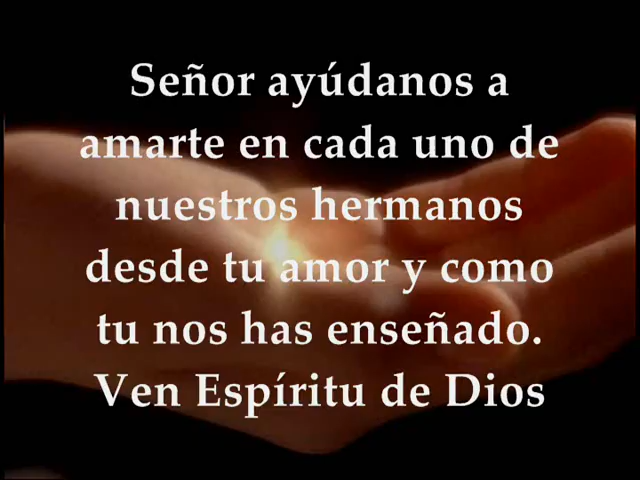 Señor ayúdanos a
amarte en cada uno de
nuestros hermanos
desde tu amor y como
tu nos has enseñado.
Ven Espíritu de Dios